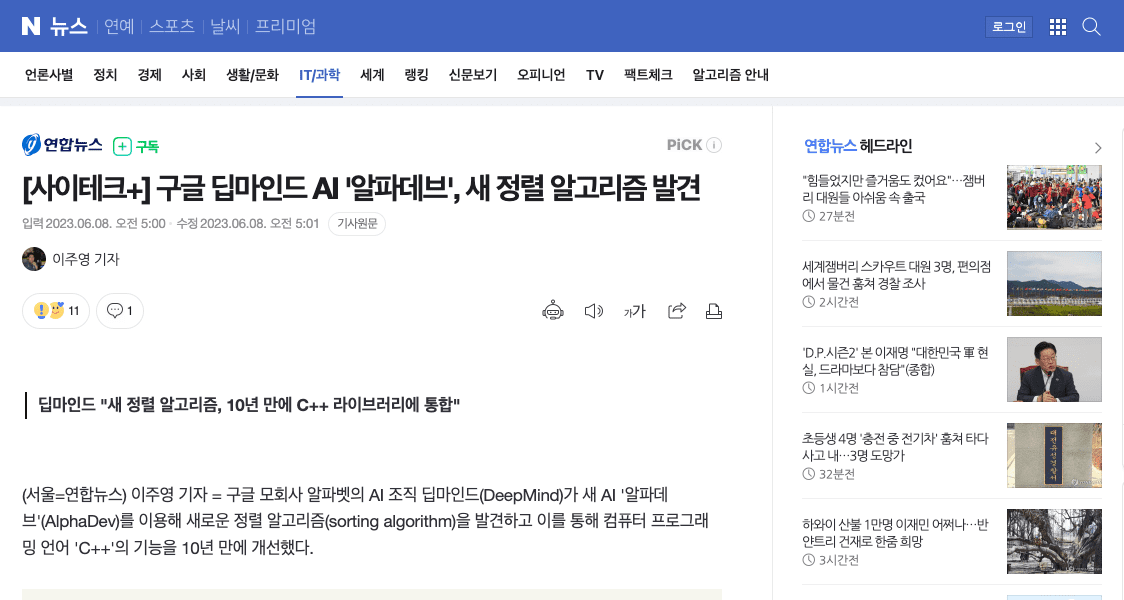 N 뉴스 연예 스포츠 날씨 프리미엄 로그인
언론사별 정치 경제 사회 생활/문화 IT/과학 세계 랭킹 신문보기 오피니언 TV 팩트체크 알고리즘 안내
연합뉴스 구독 PiCK
[사이테크+] 구글 딥마인드 AI '알파데브', 새 정렬 알고리즘 발견
입력 2023.06.08. 오전 5:00 · 수정 2023.06.08. 오전 5:01 기사원문
이주영 기자
11 1 가가
딥마인드 "새 정렬 알고리즘, 10년 만에 C++ 라이브러리에 통합"
(서울=연합뉴스) 이주영 기자 = 구글 모회사 알파벳의 AI 조직 딥마인드(DeepMind)가 새 AI '알파데
브'(AlphaDev)를 이용해 새로운 정렬 알고리즘(sorting algorithm)을 발견하고 이를 통해 컴퓨터 프로그래
밍 언어 'C++'의 기능을 10년 만에 개선했다.
연합뉴스 헤드라인
"힘들었지만 즐거움도 컸어요"…잼버
리 대원들 아쉬움 속 출국
27분전
세계잼버리 스카우트 대원 3명, 편의점
에서 물건 훔쳐 경찰 조사
2시간전
'D.P.시즌2' 본 이재명 "대한민국 軍 현
실, 드라마보다 참담"(종합)
1시간전
초등생 4명 '충전 중 전기차' 훔쳐 타다
사고 내…3명 도망가
32분전
하와이 산불 1만명 이재민 어쩌나…반
얀트리 건재로 한줌 희망
3시간전